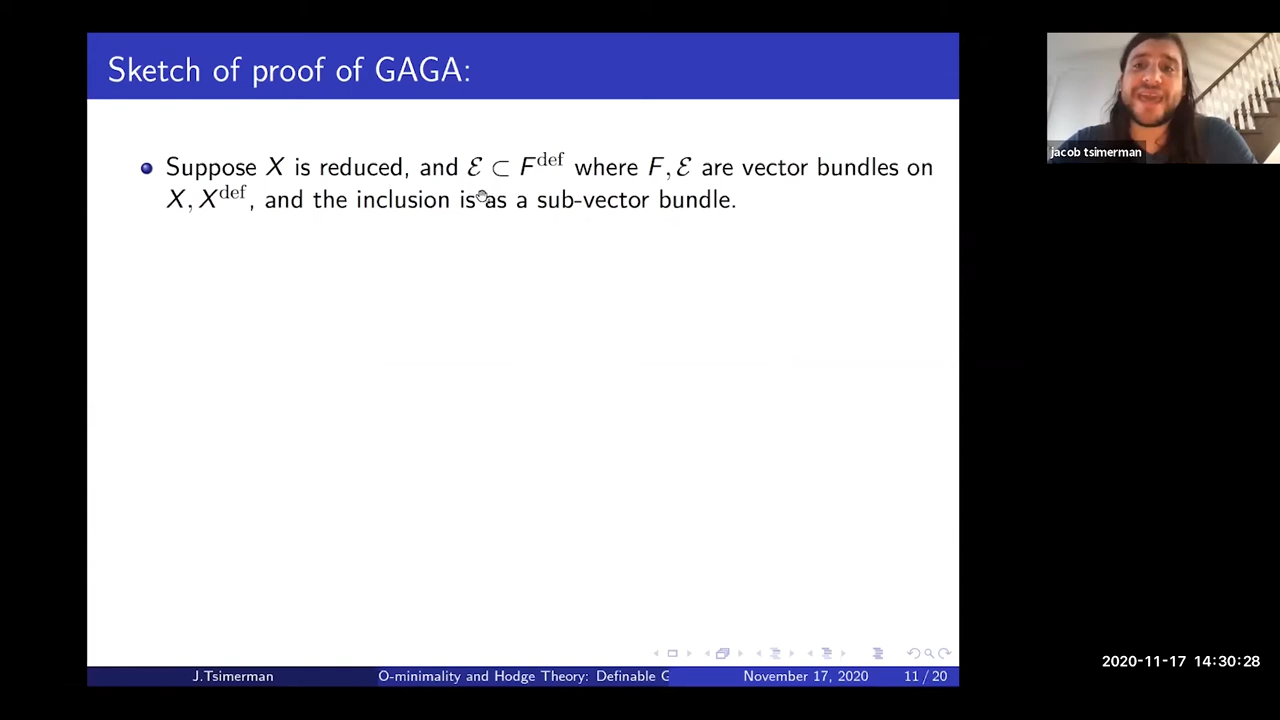 Sketch of proof of GAGA:
Suppose X is reduced, and ℰ ⊂ F^def where F, ℰ are vector bundles on
X, X^def, and the inclusion is as a sub-vector bundle.
jacob tsimerman
J.Tsimerman
O-minimality and Hodge Theory: Definable G
November 17, 2020
11 / 20
2020-11-17 14:30:28